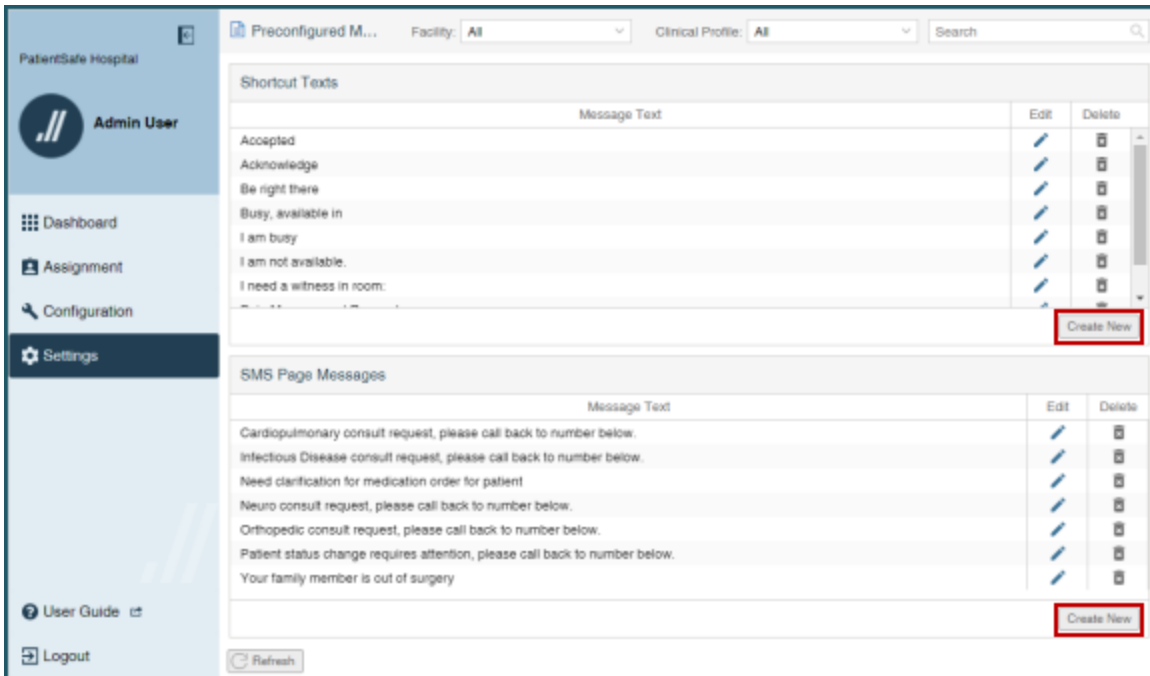 PatientSafe Hospital
Admin User
Dashboard
Assignment
Configuration
Settings
User Guide
Logout
Preconfigured M... Facility: All Clinical Profile: All Search
Shortcut Texts
Message Text Edit Delete
Accepted
Acknowledge
Be right there
Busy, available in
I am busy
I am not available.
I need a witness in room:
Create New
SMS Page Messages
Message Text Edit Delete
Cardiopulmonary consult request, please call back to number below.
Infectious Disease consult request, please call back to number below.
Need clarification for medication order for patient
Neuro consult request, please call back to number below.
Orthopedic consult request, please call back to number below.
Patient status change requires attention, please call back to number below.
Your family member is out of surgery
Create New
Refresh